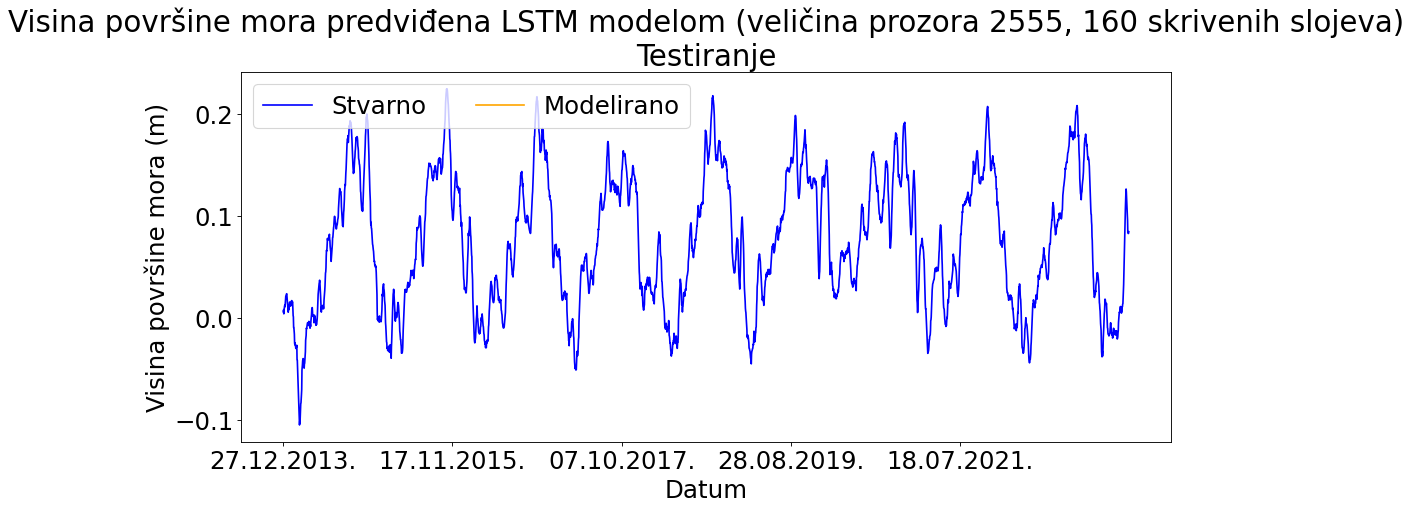 Visina površine mora predviđena LSTM modelom (veličina prozora 2555, 160 skrivenih slojeva)
Testiranje
Stvarno Modelirano
Visina površine mora (m)
0.2
0.1
0.0
−0.1
27.12.2013. 17.11.2015. 07.10.2017. 28.08.2019. 18.07.2021.
Datum